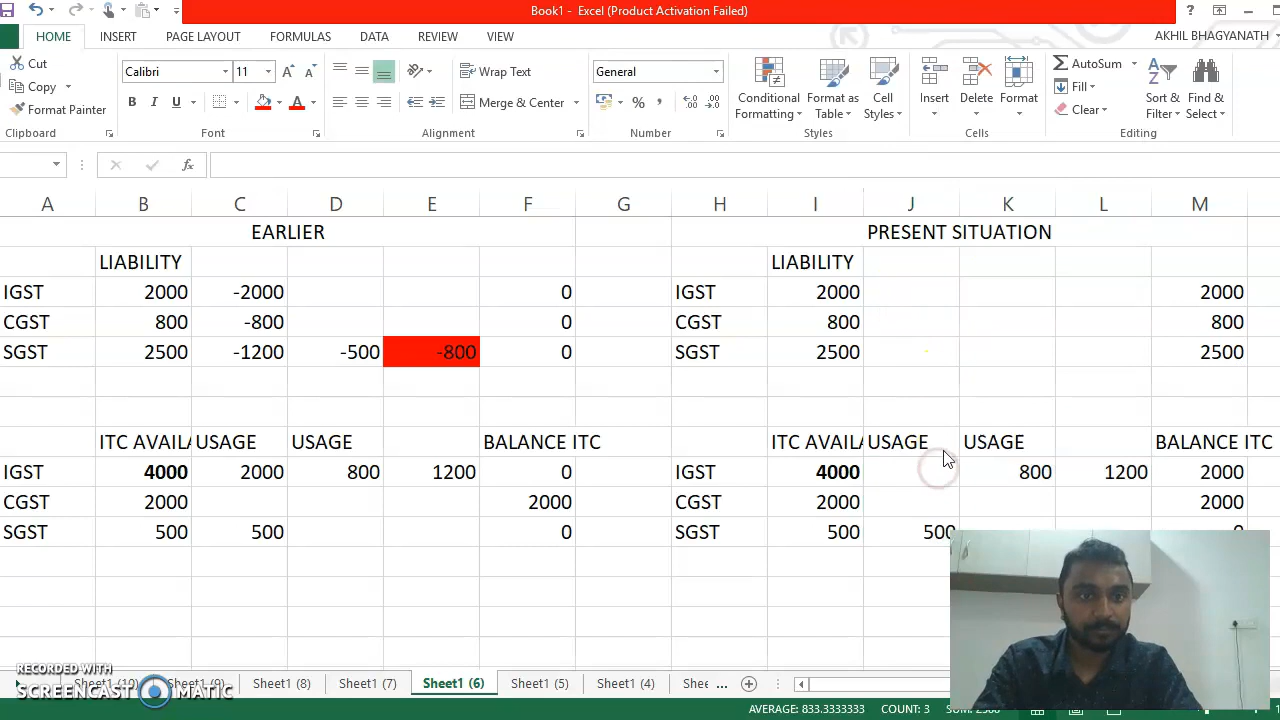 Book1 - Excel (Product Activation Failed)
HOME INSERT PAGE LAYOUT FORMULAS DATA REVIEW VIEW AKHIL BHAGYANATH
Cut
Copy
Format Painter
Clipboard
Calibri 11
B I U
Font
Wrap Text
Merge & Center
Alignment
General
Number
Conditional Formatting
Format as Table
Cell Styles
Styles
Insert Delete Format
Cells
AutoSum
Fill
Clear
Sort & Filter
Find & Select
Editing
A B C D E F G H I J K L M
EARLIER PRESENT SITUATION
LIABILITY LIABILITY
IGST 2000 -2000 0 IGST 2000 2000
CGST 800 -800 0 CGST 800 800
SGST 2500 -1200 -500 -800 0 SGST 2500 2500
ITC AVAILA USAGE USAGE BALANCE ITC ITC AVAILA USAGE USAGE BALANCE ITC
IGST 4000 2000 800 1200 0 IGST 4000 800 1200 2000
CGST 2000 2000 CGST 2000 2000
SGST 500 500 0 SGST 500 500
RECORDED WITH
SCREENCAST MATIC
Sheet1 (8) Sheet1 (7) Sheet1 (6) Sheet1 (5) Sheet1 (4) Shee ...
AVERAGE: 833.3333333 COUNT: 3